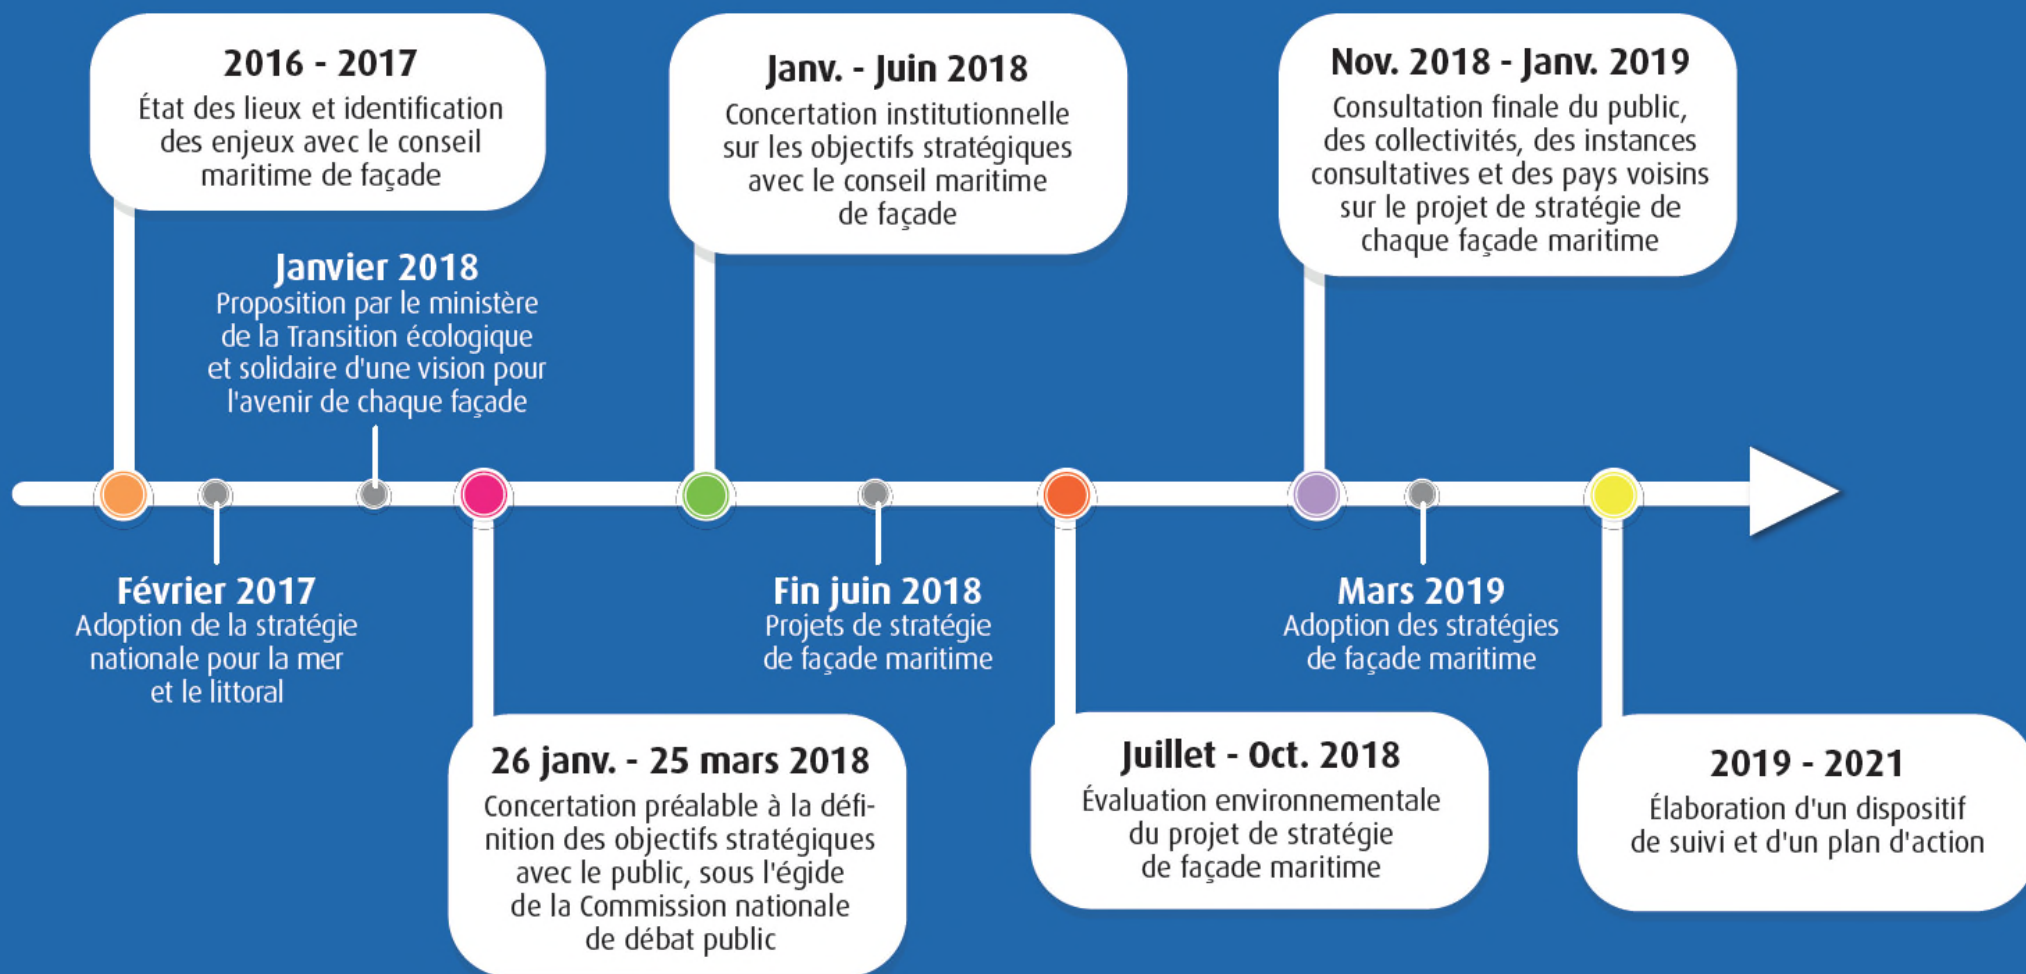 2016 - 2017
État des lieux et identification
des enjeux avec le conseil
maritime de façade
Février 2017
Adoption de la stratégie
nationale pour la mer
et le littoral
Janvier 2018
Proposition par le ministère
de la Transition écologique
et solidaire d'une vision pour
l'avenir de chaque façade
26 janv. - 25 mars 2018
Concertation préalable à la défi-
nition des objectifs stratégiques
avec le public, sous l'égide
de la Commission nationale
de débat public
Janv. - Juin 2018
Concertation institutionnelle
sur les objectifs stratégiques
avec le conseil maritime
de façade
Fin juin 2018
Projets de stratégie
de façade maritime
Juillet - Oct. 2018
Évaluation environnementale
du projet de stratégie
de façade maritime
Nov. 2018 - Janv. 2019
Consultation finale du public,
des collectivités, des instances
consultatives et des pays voisins
sur le projet de stratégie de
chaque façade maritime
Mars 2019
Adoption des stratégies
de façade maritime
2019 - 2021
Élaboration d'un dispositif
de suivi et d'un plan d'action